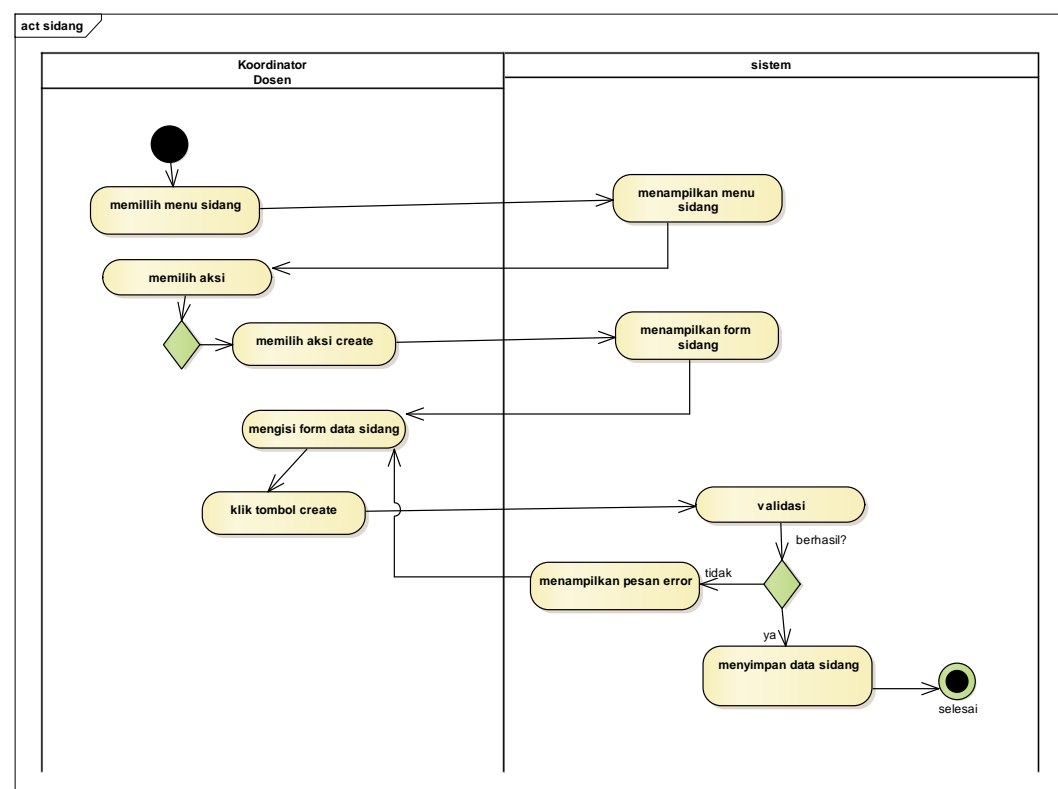 act sidang
Koordinator
Dosen
sistem
memillih menu sidang
menampilkan menu
sidang
memilih aksi
memilih aksi create
menampilkan form
sidang
mengisi form data sidang
klik tombol create
validasi
berhasil?
menampilkan pesan error
tidak
ya
menyimpan data sidang
selesai